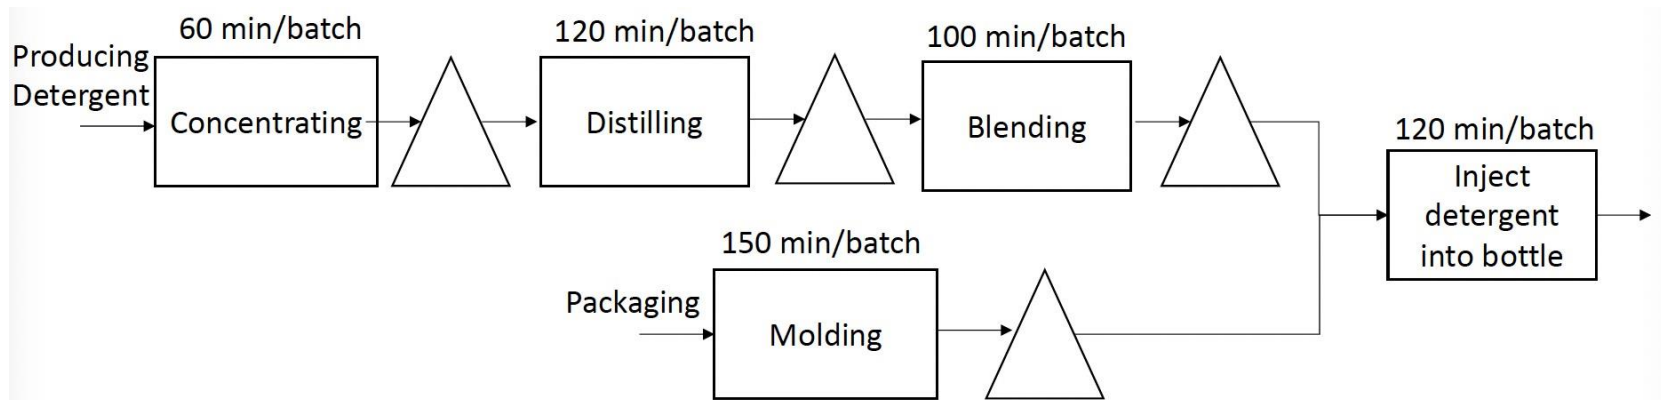 60 min/batch
120 min/batch
100 min/batch
Producing
Detergent
Concentrating
Distilling
Blending
120 min/batch
Inject
detergent
into bottle
150 min/batch
Packaging
Molding